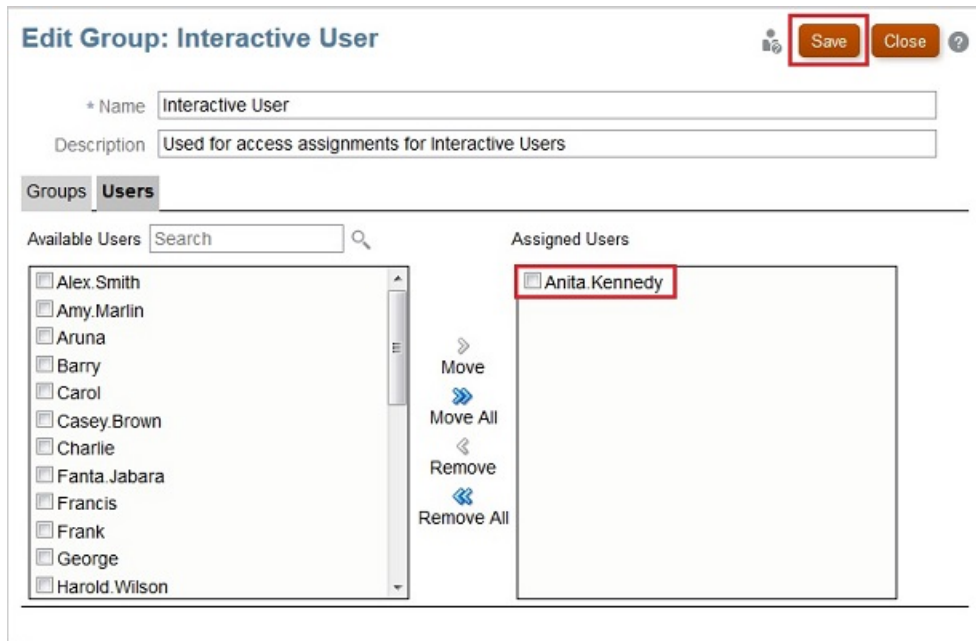 Edit Group: Interactive User
Save Close
* Name Interactive User
Description Used for access assignments for Interactive Users
Groups Users
Available Users Search
Assigned Users
Alex.Smith
Amy.Marlin
Aruna
Barry
Carol
Casey.Brown
Charlie
Fanta.Jabara
Francis
Frank
George
Harold.Wilson
Move
Move All
Remove
Remove All
Anita.Kennedy